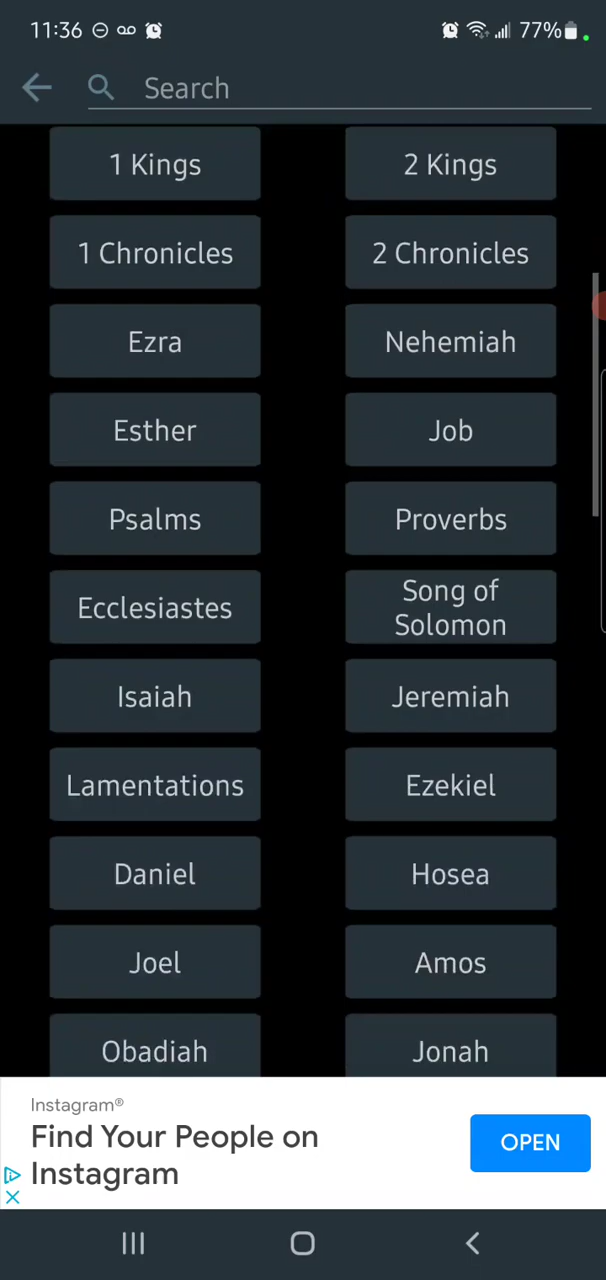 11:36
77%
Search
1 Kings
2 Kings
1 Chronicles
2 Chronicles
Ezra
Nehemiah
Esther
Job
Psalms
Proverbs
Ecclesiastes
Song of
Solomon
Isaiah
Jeremiah
Lamentations
Ezekiel
Daniel
Hosea
Joel
Amos
Obadiah
Jonah
Instagram®
Find Your People on
Instagram
OPEN